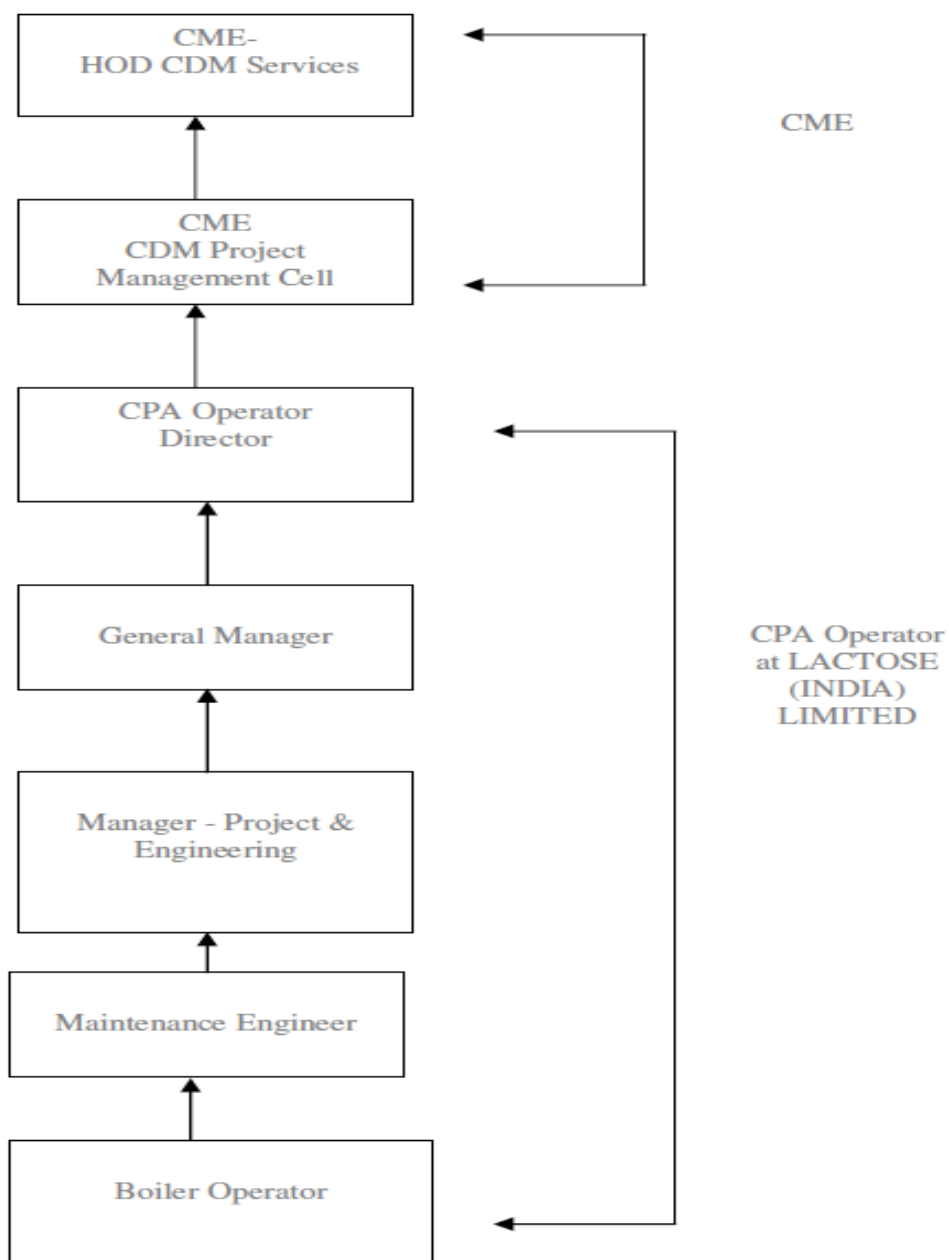 CME-
HOD CDM Services
CME
CME
CDM Project
Management Cell
CPA Operator
Director
General Manager
CPA Operator
at LACTOSE
(INDIA)
LIMITED
Manager - Project &
Engineering
Maintenance Engineer
Boiler Operator